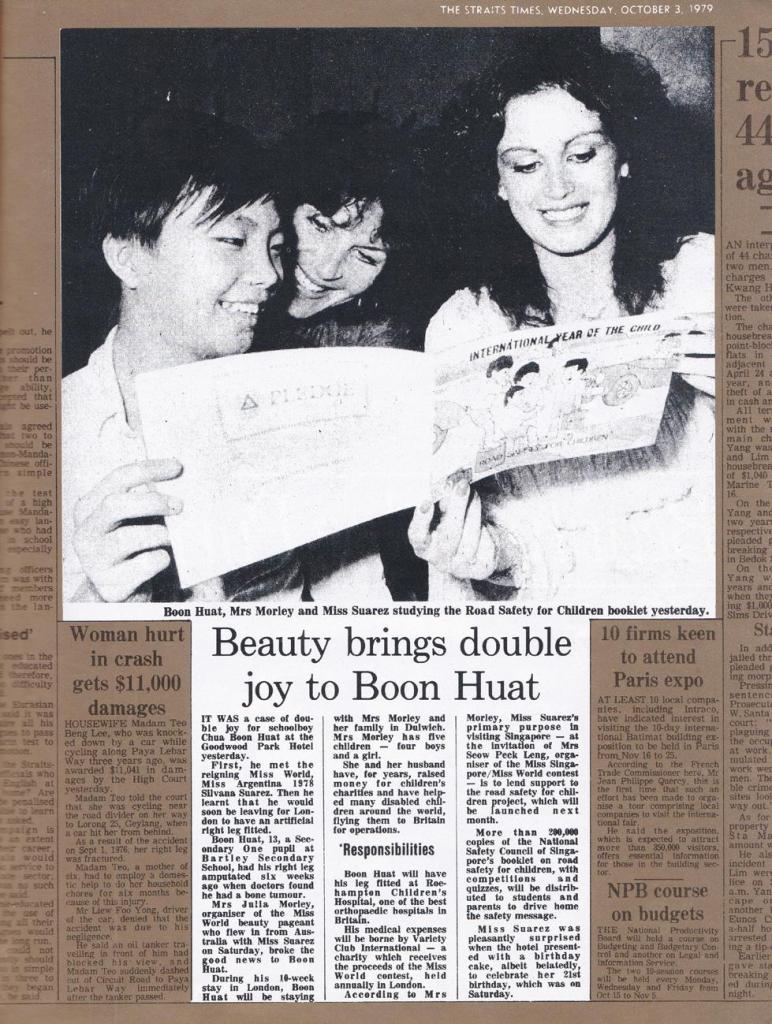 THE STRAITS TIMES, WEDNESDAY, OCTOBER 3, 1979
PLEDGE
INTERNATIONAL YEAR OF THE CHILD
ROAD SAFETY FOR CHILDREN
Boon Huat, Mrs Morley and Miss Suarez studying the Road Safety for Children booklet yesterday.
Beauty brings double
joy to Boon Huat
IT WAS a case of dou-
ble joy for schoolboy
Chua Boon Huat at the
Goodwood Park Hotel
yesterday.
First, he met the
reigning Miss World,
Miss Argentina 1978
Silvana Suarez. Then he
learnt that he would
soon be leaving for Lon-
don to have an artificial
right leg fitted.
Boon Huat, 13, a Sec-
ondary One pupil at
Bartley Secondary
School, had his right leg
amputated six weeks
ago when doctors found
he had a bone tumour.
Mrs Julia Morley,
organiser of the Miss
World beauty pageant
who flew in from Aus-
tralia with Miss Suarez
on Saturday, broke the
good news to Boon
Huat.
During his 10-week
stay in London, Boon
Huat will be staying
with Mrs Morley and
her family in Dulwich.
Mrs Morley has five
children — four boys
and a girl.
She and her husband
have, for years, raised
money for children's
charities and have help-
ed many disabled chil-
dren around the world,
flying them to Britain
for operations.
'Responsibilities
Boon Huat will have
his leg fitted at Roe-
hampton Children's
Hospital, one of the best
orthopaedic hospitals in
Britain.
His medical expenses
will be borne by Variety
Club International — a
charity which receives
the proceeds of the Miss
World contest, held
annually in London.
According to Mrs
Morley, Miss Suarez's
primary purpose in
visiting Singapore — at
the invitation of Mrs
Seow Peck Leng, organ-
iser of the Miss Singa-
pore/Miss World contest
— is to lend support to
the road safety for chil-
dren project, which will
be launched next
month.
More than 200,000
copies of the National
Safety Council of Singa-
pore's booklet on road
safety for children, with
competitions and
quizzes, will be distrib-
uted to students and
parents to drive home
the safety message.
Miss Suarez was
pleasantly surprised
when the hotel present-
ed with a birthday
cake, albeit belatedly,
to celebrate her 21st
birthday, which was on
Saturday.
Woman hurt
in crash
gets $11,000
damages
HOUSEWIFE Madam Teo
Beng Lee, who was knock-
ed down by a car while
cycling along Paya Lebar
Way three years ago, was
awarded $11,041 in dam-
ages by the High Court
yesterday.
Madam Teo told the court
that she was cycling near
the road divider on her way
to Lorong 25, Geylang, when
a car hit her from behind.
As a result of the accident
on Sept 1, 1976, her right leg
was fractured.
Madam Teo, a mother of
six, had to employ a domes-
tic help to do her household
chores for six months be-
cause of this injury.
Mr Liew Foo Yong, driver
of the car, denied that the
accident was due to his
negligence.
He said an oil tanker tra-
velling in front of him had
blocked his view, and
Madam Teo suddenly dashed
out of Circuit Road to Paya
Lebar Way immediately
after the tanker passed.
10 firms keen
to attend
Paris expo
AT LEAST 10 local compa-
nies, including Intraco,
have indicated interest in
visiting the 10-day interna-
tional Batimat building ex-
position to be held in Paris
from Nov 16 to 25.
According to the French
Trade Commissioner here, Mr
Jean Philippe Quercy, this is
the first time that such an
effort has been made to orga-
nise a tour comprising local
companies to visit the interna-
tional fair.
He said the exposition,
which is expected to attract
more than 350,000 visitors,
offers essential information
for those in the building sec-
tor.
NPB course
on budgets
THE National Productivity
Board will hold a course on
Budgeting and Budgetary Con-
trol and another on Legal and
Information Service.
The two 10-session courses
will be held every Monday,
Wednesday and Friday from
Oct 15 to Nov 5.